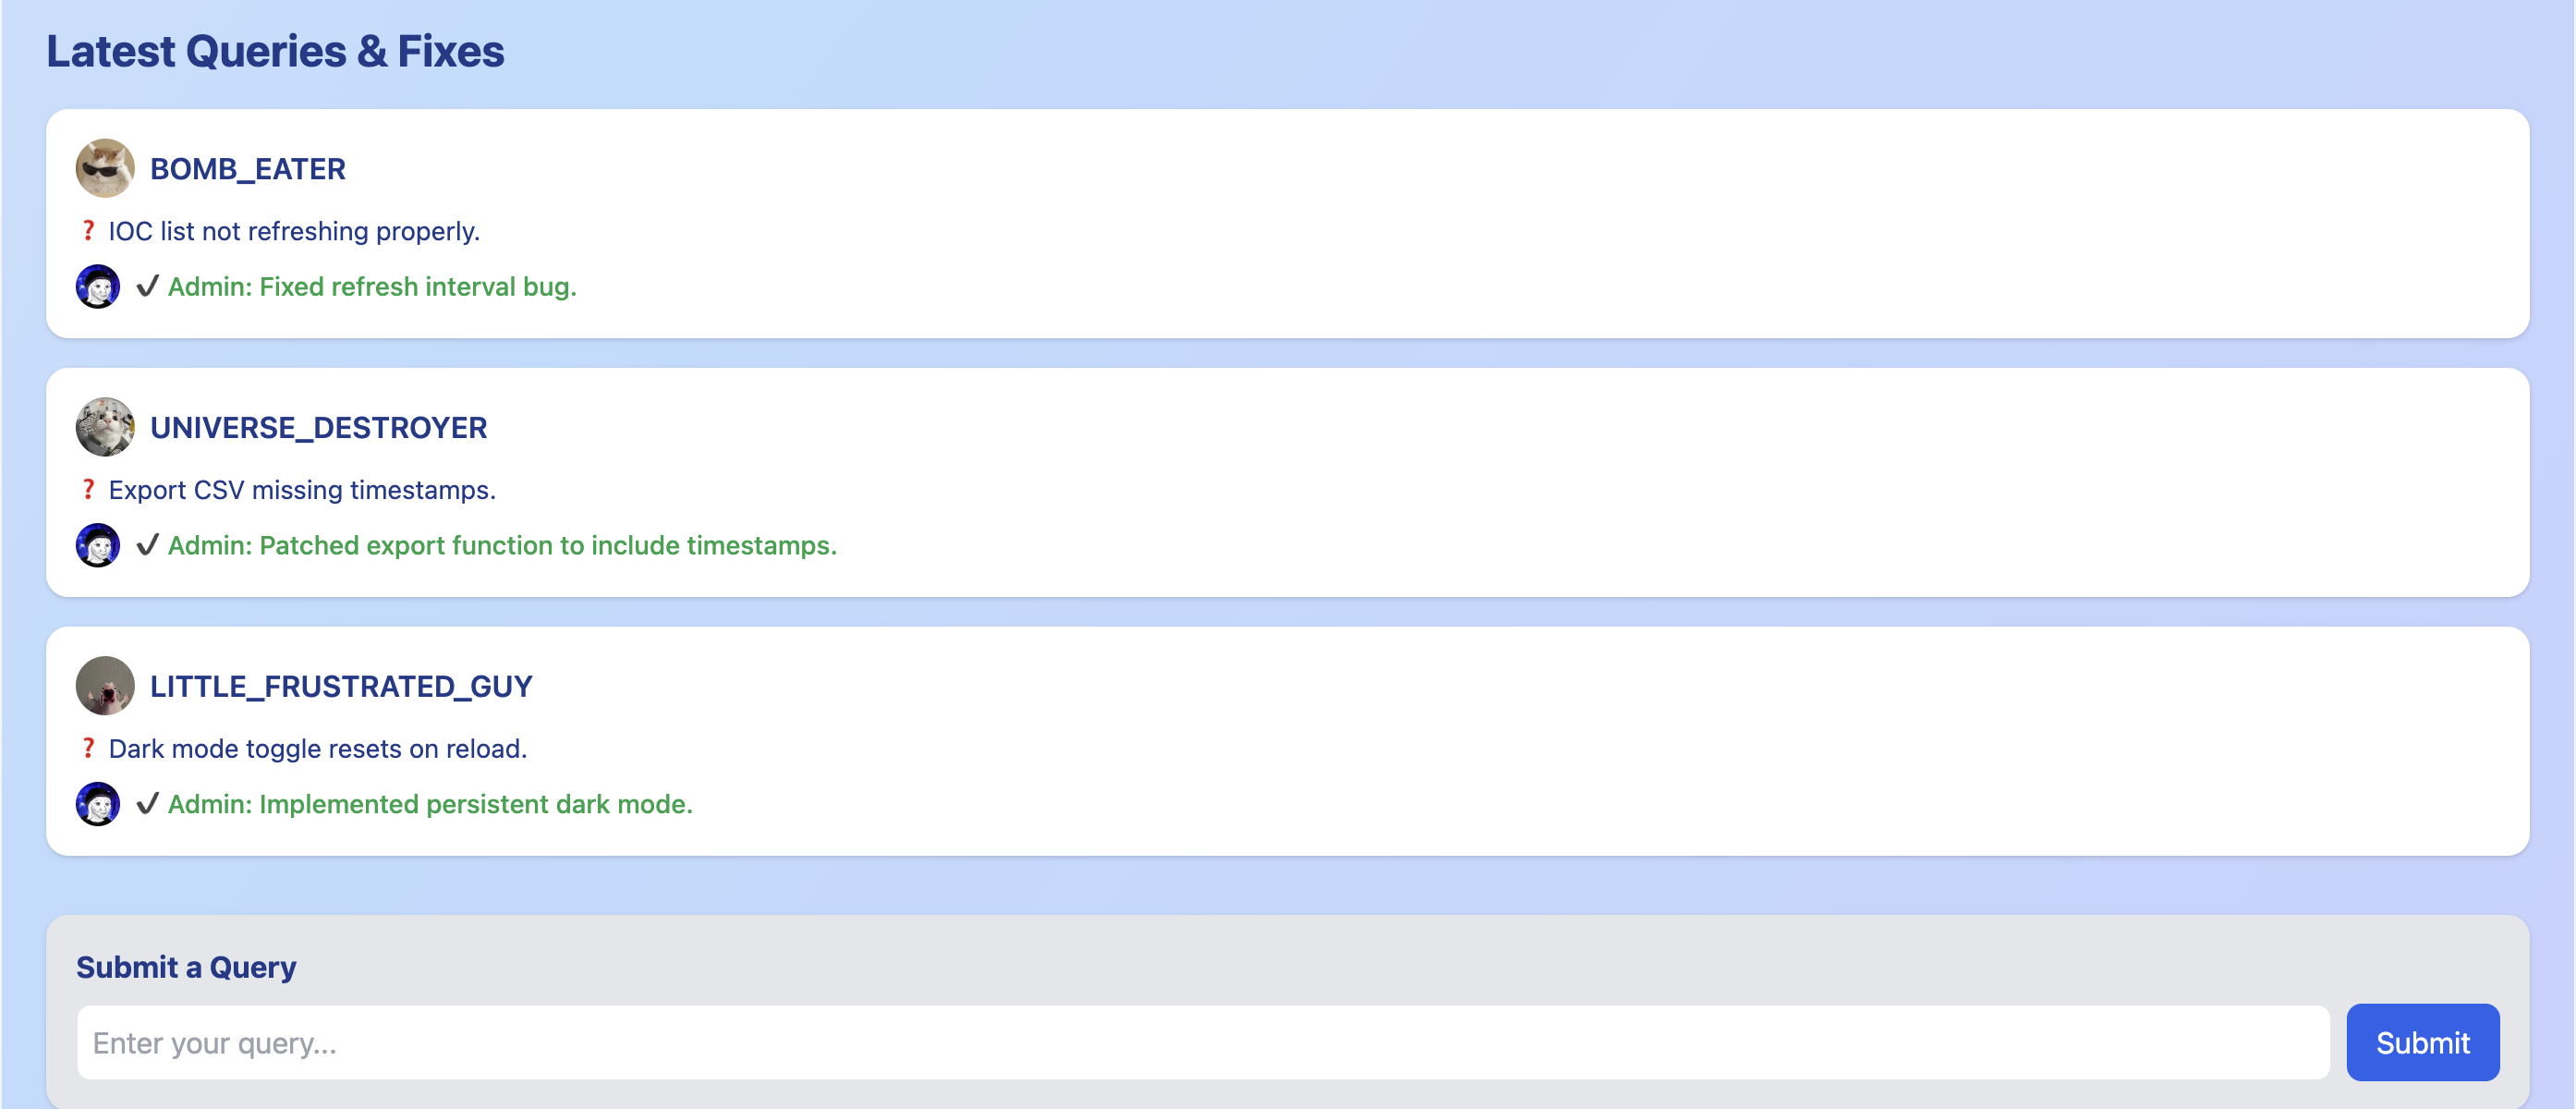 Latest Queries & Fixes
BOMB_EATER
❓ IOC list not refreshing properly.
✔ Admin: Fixed refresh interval bug.
UNIVERSE_DESTROYER
❓ Export CSV missing timestamps.
✔ Admin: Patched export function to include timestamps.
LITTLE_FRUSTRATED_GUY
❓ Dark mode toggle resets on reload.
✔ Admin: Implemented persistent dark mode.
Submit a Query
Enter your query...
Submit